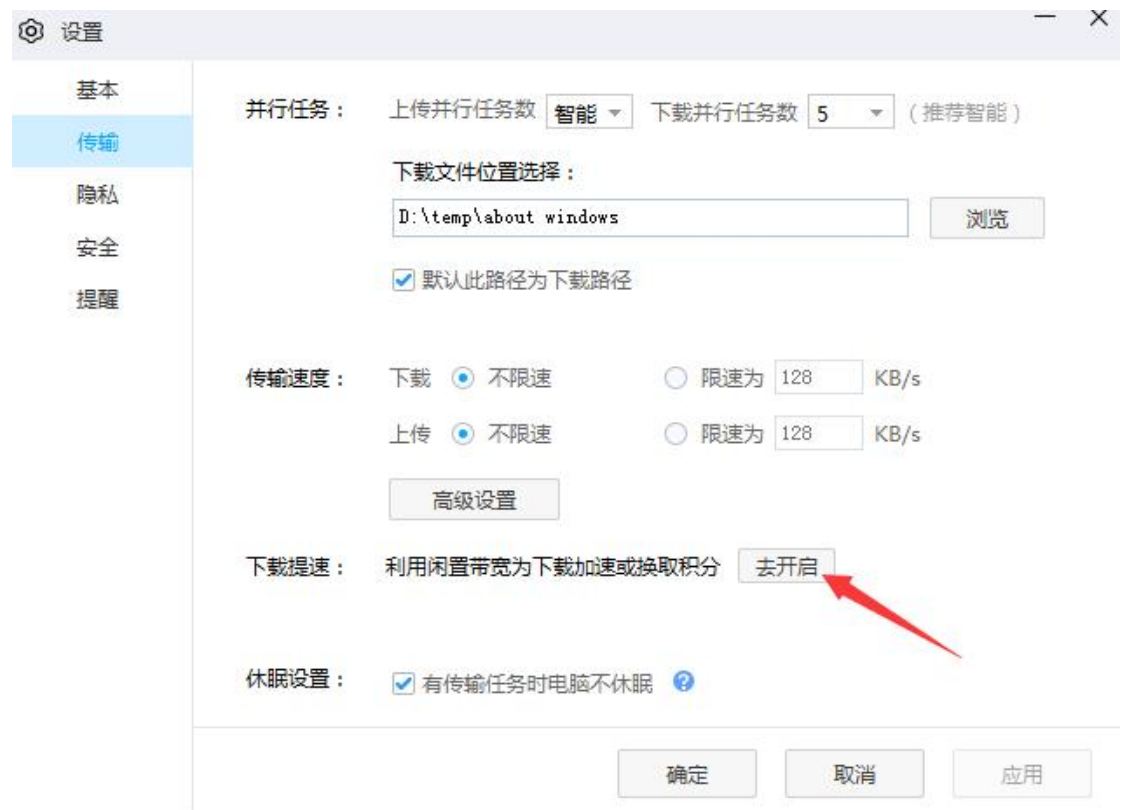 设置
基本
传输
隐私
安全
提醒
并行任务： 上传并行任务数 智能 下载并行任务数 5 （推荐智能）
下载文件位置选择：
D:\temp\about windows 浏览
默认此路径为下载路径
传输速度： 下载 不限速 限速为 128 KB/s
上传 不限速 限速为 128 KB/s
高级设置
下载提速： 利用闲置带宽为下载加速或换取积分 去开启
休眠设置： 有传输任务时电脑不休眠 ?
确定 取消 应用